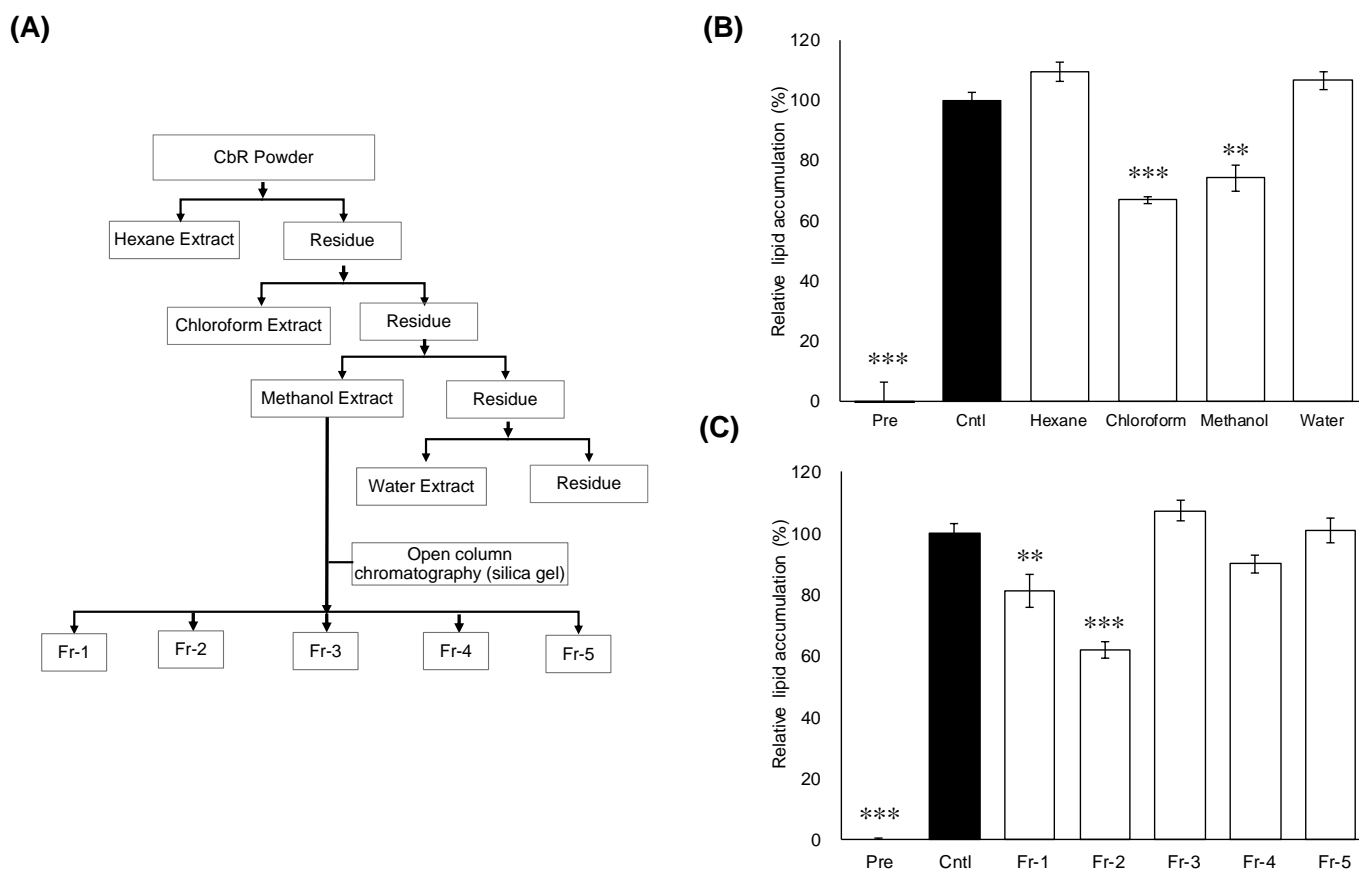 (A)
CbR Powder
Hexane Extract
Residue
Chloroform Extract
Residue
Methanol Extract
Residue
Water Extract
Residue
Open column
chromatography (silica gel)
Fr-1
Fr-2
Fr-3
Fr-4
Fr-5
(B)
Relative lipid accumulation (%)
120
100
80
60
40
20
0
***
***
**
Pre
Cntl
Hexane
Chloroform
Methanol
Water
(C)
Relative lipid accumulation (%)
120
100
80
60
40
20
0
***
**
***
Pre
Cntl
Fr-1
Fr-2
Fr-3
Fr-4
Fr-5